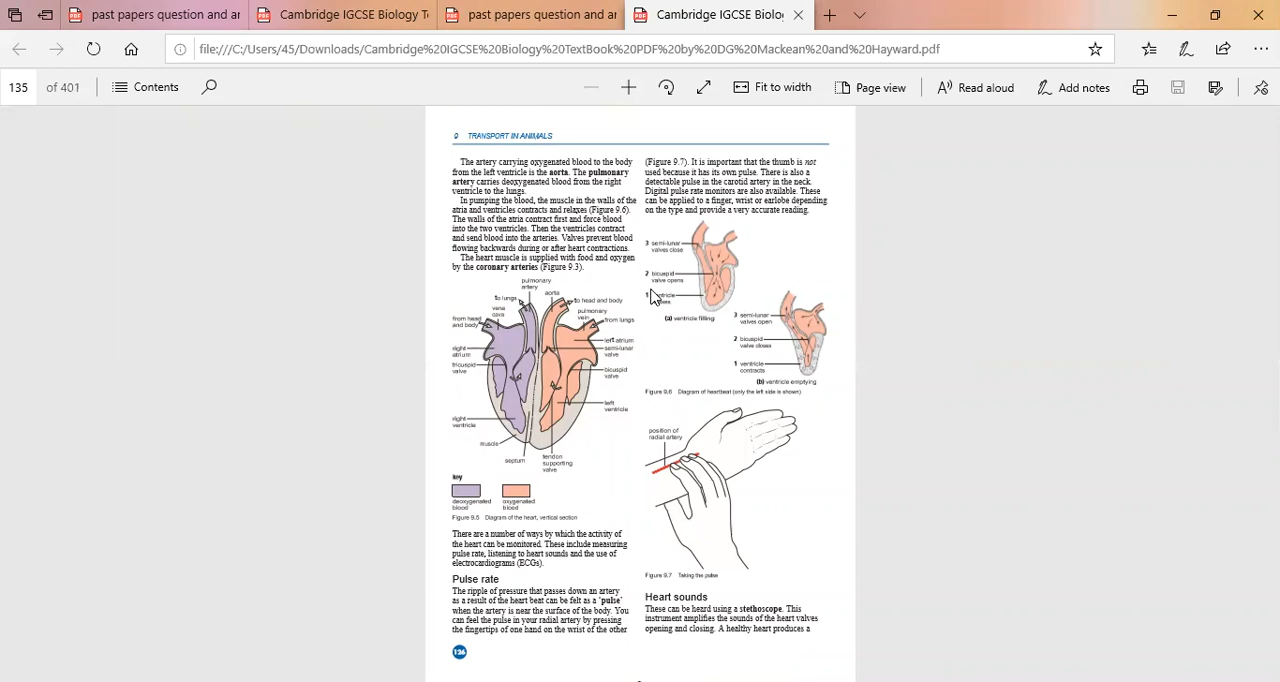 past papers question and ar
Cambridge IGCSE Biology T
past papers question and ar
Cambridge IGCSE Biolo
file:///C:/Users/45/Downloads/Cambridge%20IGCSE%20Biology%20TextBook%20PDF%20by%20DG%20Mackean%20and%20Hayward.pdf
135 of 401
Contents
Fit to width
Page view
Read aloud
Add notes
9 TRANSPORT IN ANIMALS
The artery carrying oxygenated blood to the body
from the left ventricle is the aorta. The pulmonary
artery carries deoxygenated blood from the right
ventricle to the lungs.
In pumping the blood, the muscle in the walls of the
atria and ventricles contracts and relaxes (Figure 9.6).
The walls of the atria contract first and force blood
into the two ventricles. Then the ventricles contract
and send blood into the arteries. Valves prevent blood
flowing backwards during or after heart contractions.
The heart muscle is supplied with food and oxygen
by the coronary arteries (Figure 9.3).
pulmonary
artery
aorta
to lungs
to head and body
vena
cava
pulmonary
vein
from head
and body
from lungs
left atrium
right
atrium
semi-lunar
valve
tricuspid
valve
bicuspid
valve
left
ventricle
right
ventricle
muscle
septum
tendon
supporting
valve
key
deoxygenated
blood
oxygenated
blood
Figure 9.5 Diagram of the heart, vertical section
There are a number of ways by which the activity of
the heart can be monitored. These include measuring
pulse rate, listening to heart sounds and the use of
electrocardiograms (ECGs).
Pulse rate
The ripple of pressure that passes down an artery
as a result of the heart beat can be felt as a ‘pulse’
when the artery is near the surface of the body. You
can feel the pulse in your radial artery by pressing
the fingertips of one hand on the wrist of the other
126
(Figure 9.7). It is important that the thumb is not
used because it has its own pulse. There is also a
detectable pulse in the carotid artery in the neck.
Digital pulse rate monitors are also available. These
can be applied to a finger, wrist or earlobe depending
on the type and provide a very accurate reading.
3 semi-lunar
valves close
2 bicuspid
valve opens
1
(a) ventricle filling
3 semi-lunar
valves open
2 bicuspid
valve closes
1 ventricle
contracts
(b) ventricle emptying
Figure 9.6 Diagram of heartbeat (only the left side is shown)
position of
radial artery
Figure 9.7 Taking the pulse
Heart sounds
These can be heard using a stethoscope. This
instrument amplifies the sounds of the heart valves
opening and closing. A healthy heart produces a